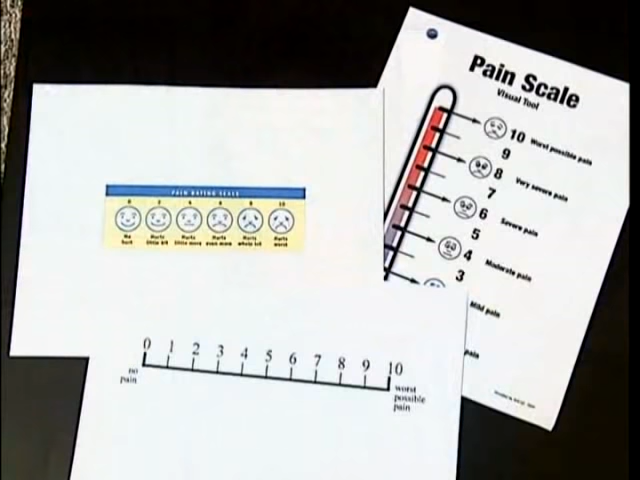 Pain Scale
Visual Tool
10 Worst possible pain
9
8 Very severe pain
7
6 Severe pain
5
4 Moderate pain
3
Mild pain
pain
PAIN RATING SCALE
0 2 4 6 8 10
No Hurts Hurts Hurts Hurts Hurts
hurt little bit little more even more whole lot worst
0 1 2 3 4 5 6 7 8 9 10
no worst
pain possible
pain